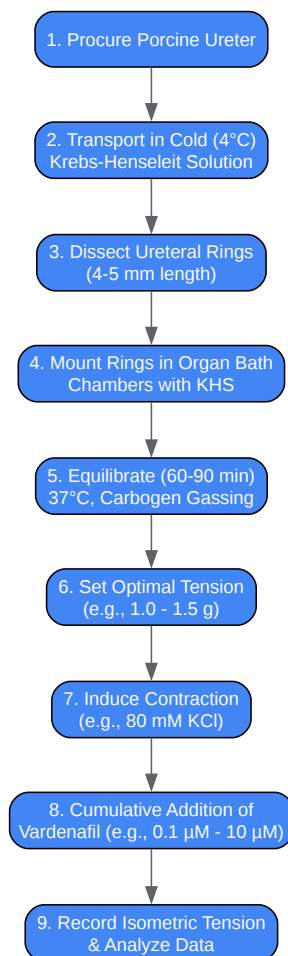 1. Procure Porcine Ureter
2. Transport in Cold (4°C)
Krebs-Henseleit Solution
3. Dissect Ureteral Rings
(4-5 mm length)
4. Mount Rings in Organ Bath
Chambers with KHS
5. Equilibrate (60-90 min)
37°C, Carbogen Gassing
6. Set Optimal Tension
(e.g., 1.0 - 1.5 g)
7. Induce Contraction
(e.g., 80 mM KCl)
8. Cumulative Addition of
Vardenafil (e.g., 0.1 µM - 10 µM)
9. Record Isometric Tension
& Analyze Data